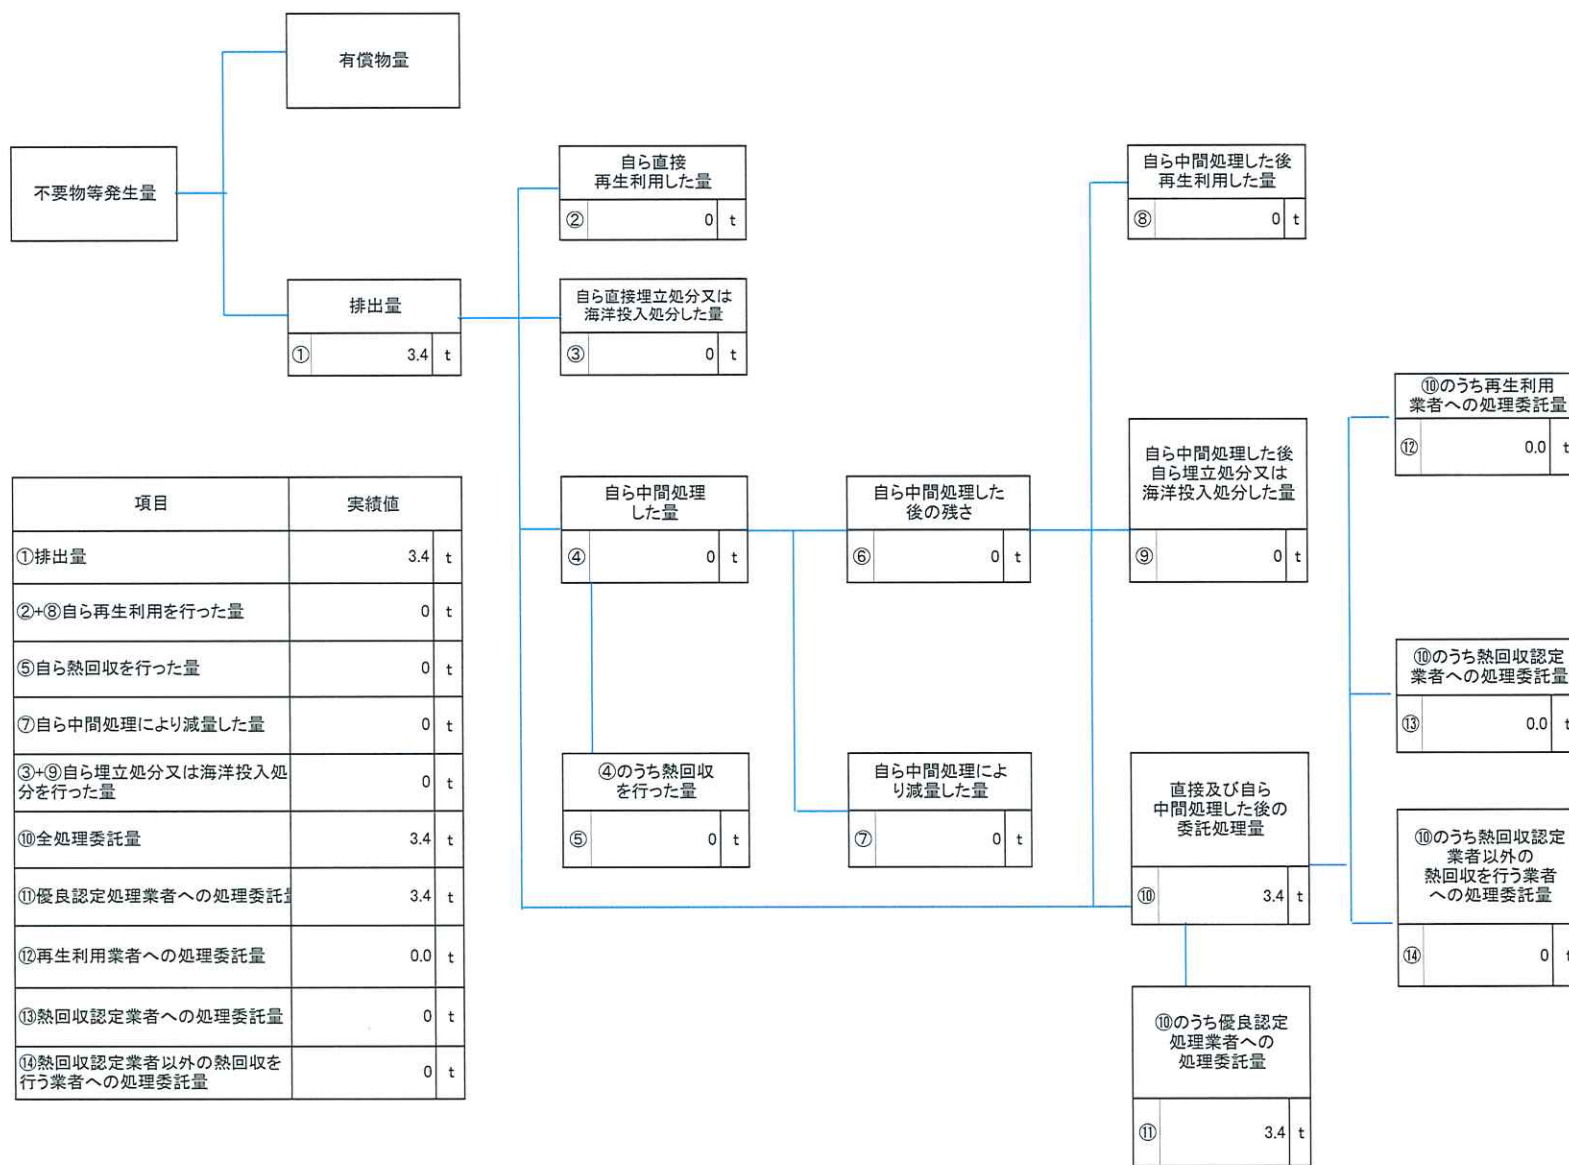 有償物量
不要物等発生量
排出量
① 3.4 t
自ら直接
再生利用した量
② 0 t
自ら直接埋立処分又は
海洋投入処分した量
③ 0 t
自ら中間処理
した量
④ 0 t
④のうち熱回収
を行った量
⑤ 0 t
自ら中間処理した
後の残さ
⑥ 0 t
自ら中間処理によ
り減量した量
⑦ 0 t
自ら中間処理した後
再生利用した量
⑧ 0 t
自ら中間処理した後
自ら埋立処分又は
海洋投入処分した量
⑨ 0 t
直接及び自ら
中間処理した後の
委託処理量
⑩ 3.4 t
⑩のうち優良認定
処理業者への
処理委託量
⑪ 3.4 t
⑩のうち再生利用
業者への処理委託量
⑫ 0.0 t
⑩のうち熱回収認定
業者への処理委託量
⑬ 0.0 t
⑩のうち熱回収認定
業者以外の
熱回収を行う業者
への処理委託量
⑭ 0 t
項目 実績値
①排出量 3.4 t
②+⑧自ら再生利用を行った量 0 t
⑤自ら熱回収を行った量 0 t
⑦自ら中間処理により減量した量 0 t
③+⑨自ら埋立処分又は海洋投入処
分を行った量 0 t
⑩全処理委託量 3.4 t
⑪優良認定処理業者への処理委託 3.4 t
⑫再生利用業者への処理委託量 0.0 t
⑬熱回収認定業者への処理委託量 0 t
⑭熱回収認定業者以外の熱回収を
行う業者への処理委託量 0 t